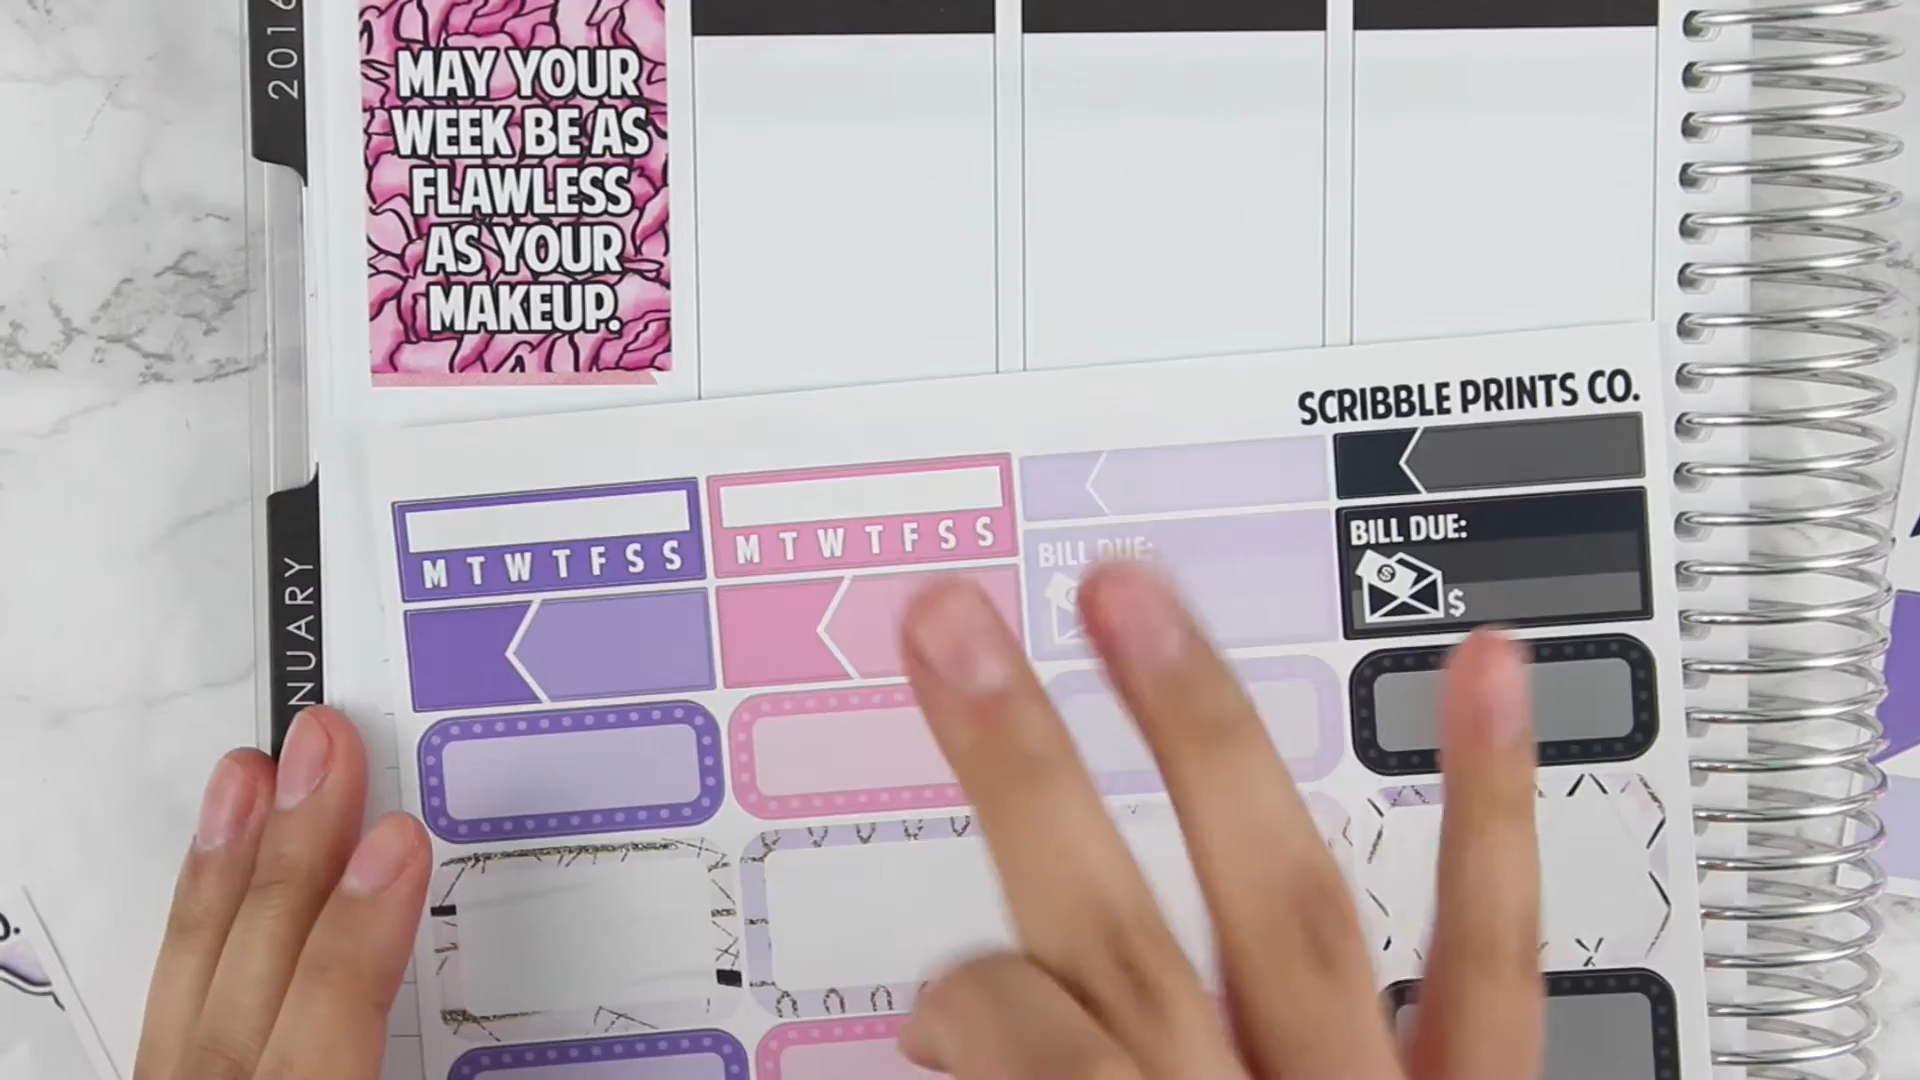 2016
MAY YOUR
WEEK BE AS
FLAWLESS
AS YOUR
MAKEUP.
SCRIBBLE PRINTS CO.
M T W T F S S
M T W T F S S
BILL DUE:
BILL DUE:
$
NUARY